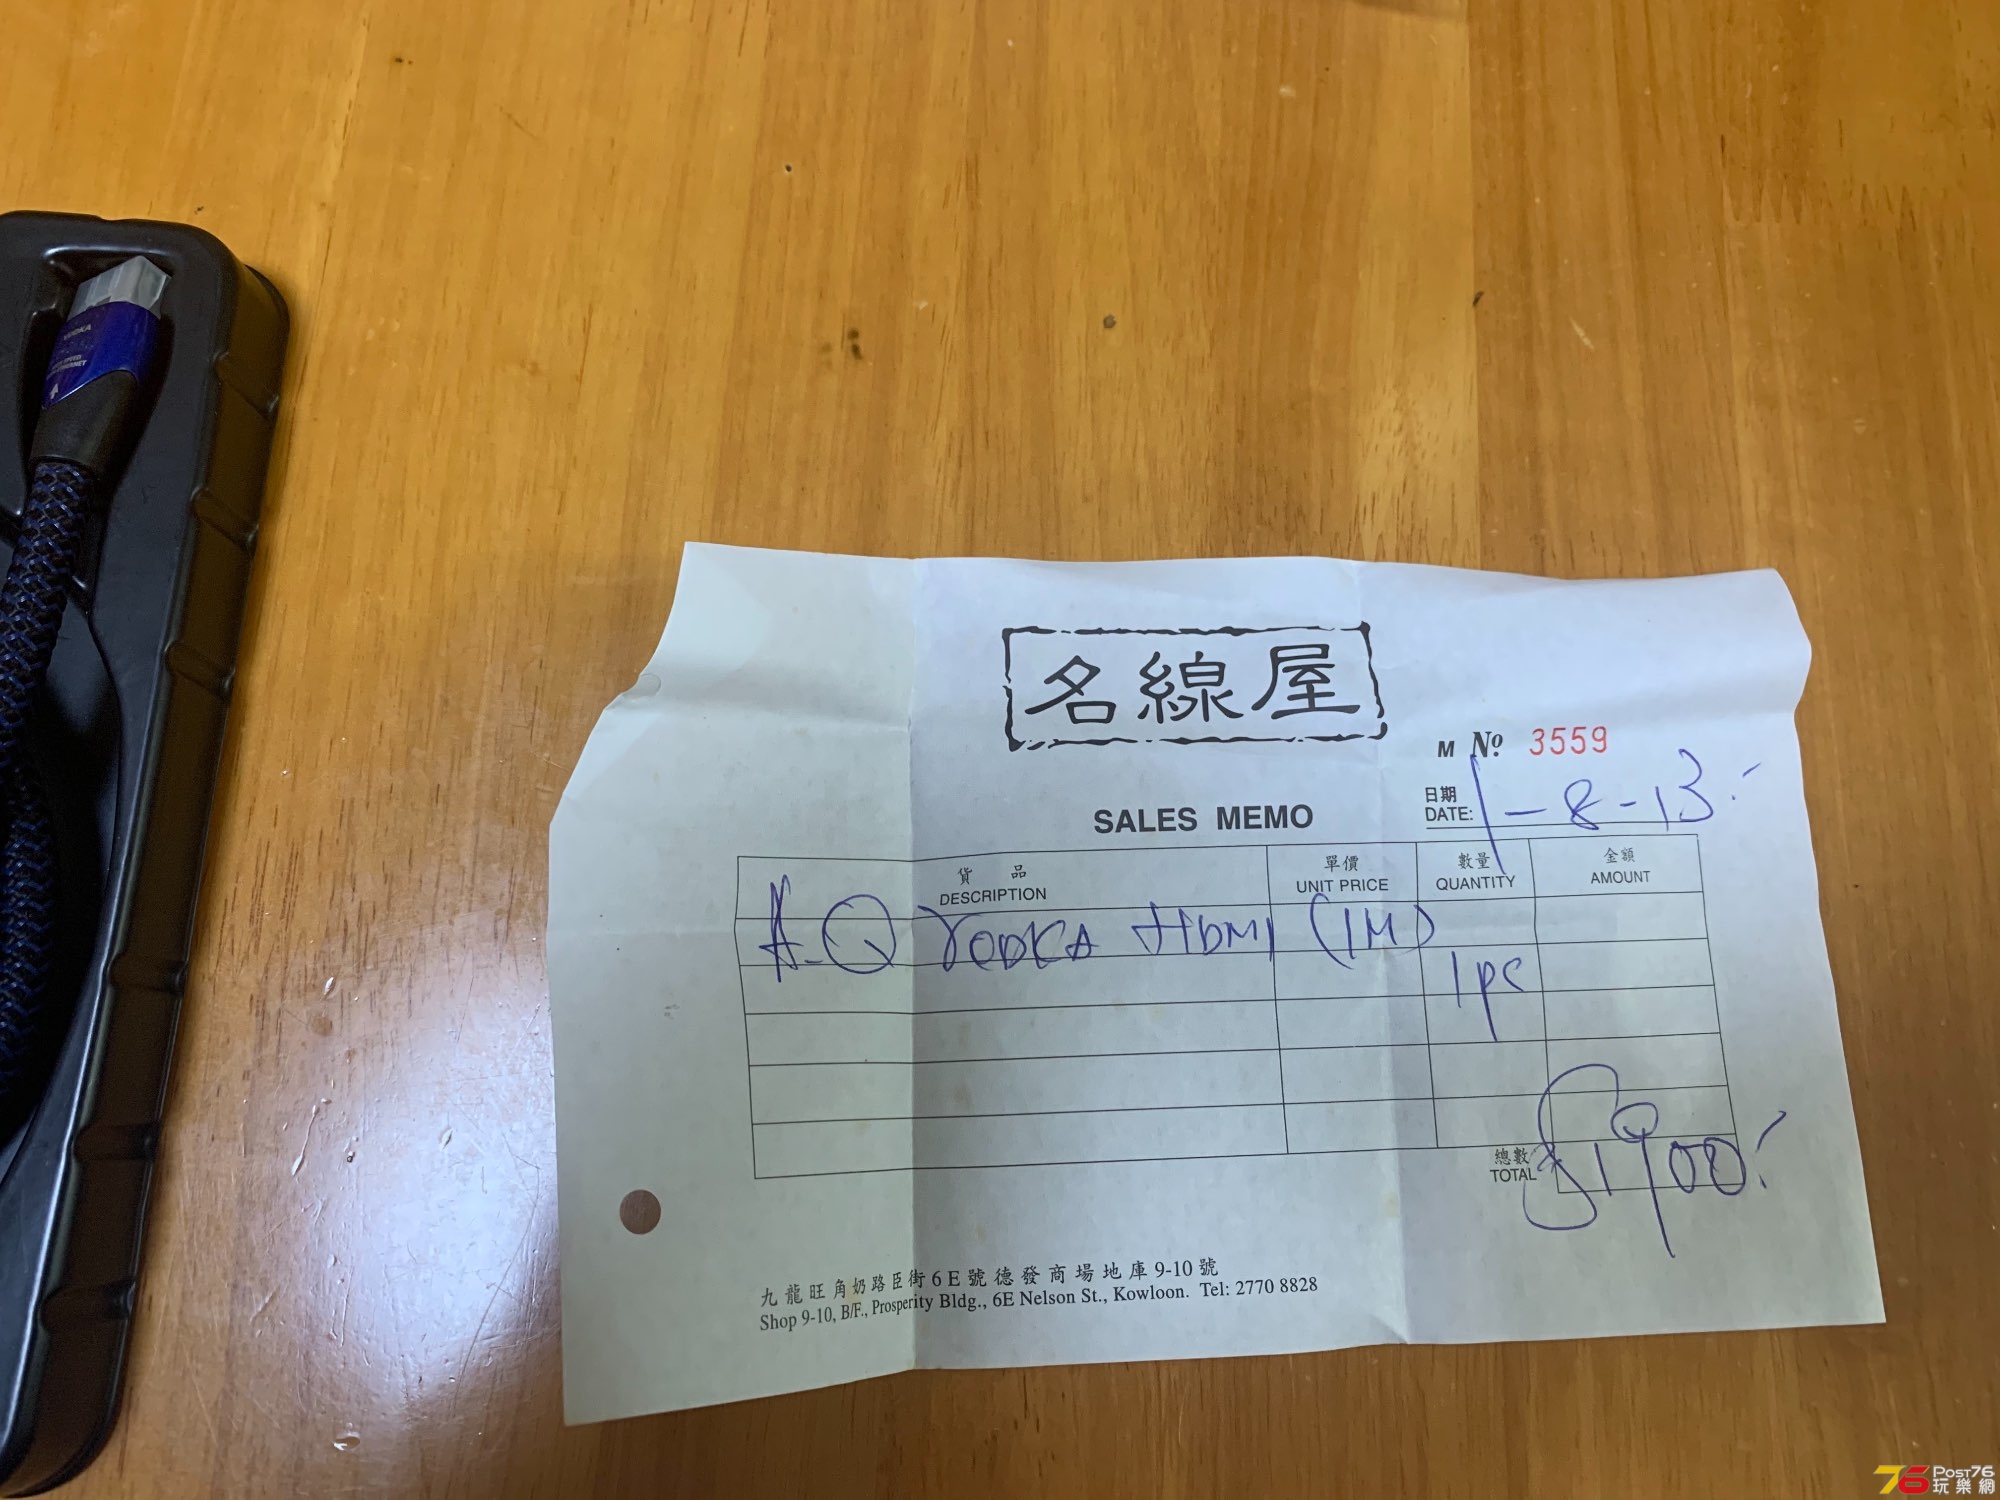 VODKA
名線屋
M Nº 3559
日期
DATE: 1-8-13
SALES MEMO
貨品 單價 數量 金額
DESCRIPTION UNIT PRICE QUANTITY AMOUNT
A-Q VODKA HDMI (1M)
1pc
總數
TOTAL $1900
九龍旺角奶路臣街6E號德發商場地庫9-10號
Shop 9-10, B/F., Prosperity Bldg., 6E Nelson St., Kowloon. Tel: 2770 8828
76 POST76
玩樂網